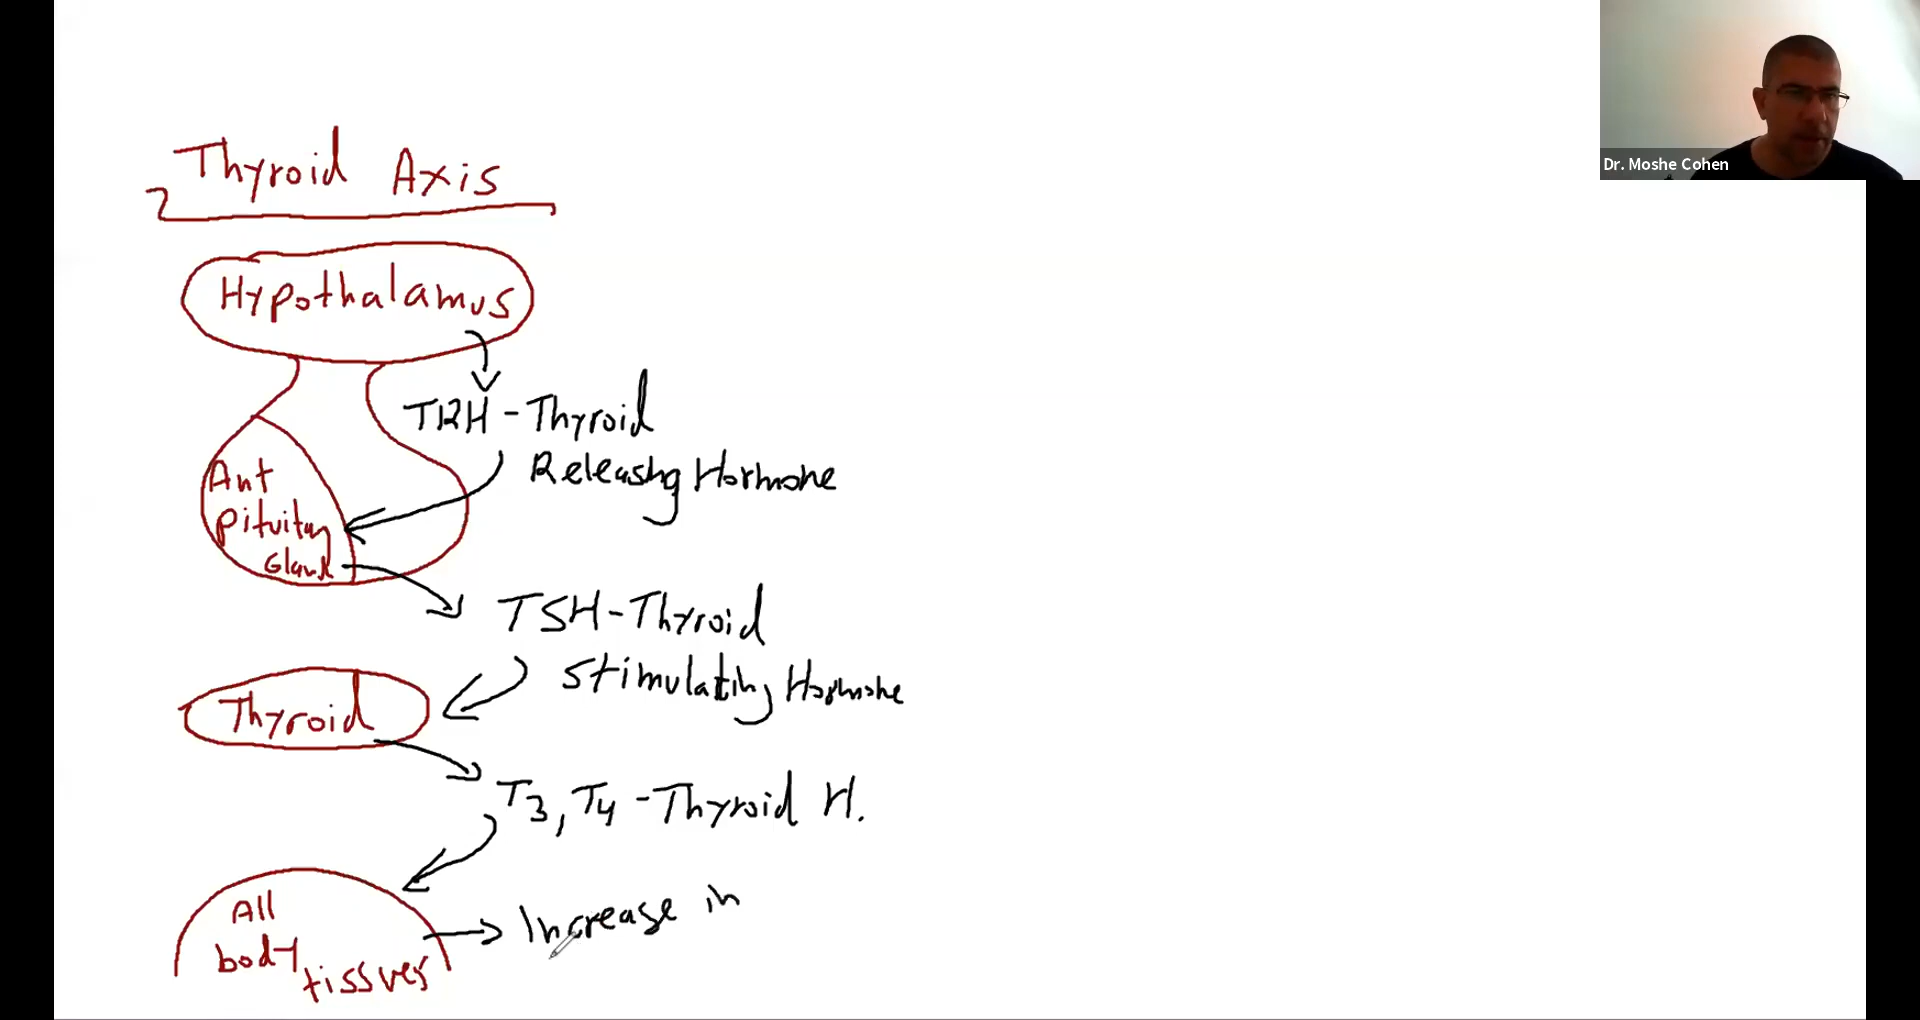 Thyroid Axis
Hypothalamus
TRH - Thyroid
Releasing Hormone
Ant
pituitary
Gland
TSH - Thyroid
Stimulating Hormone
Thyroid
T3, T4 - Thyroid H.
All
body
tissues
Increase in
Dr. Moshe Cohen